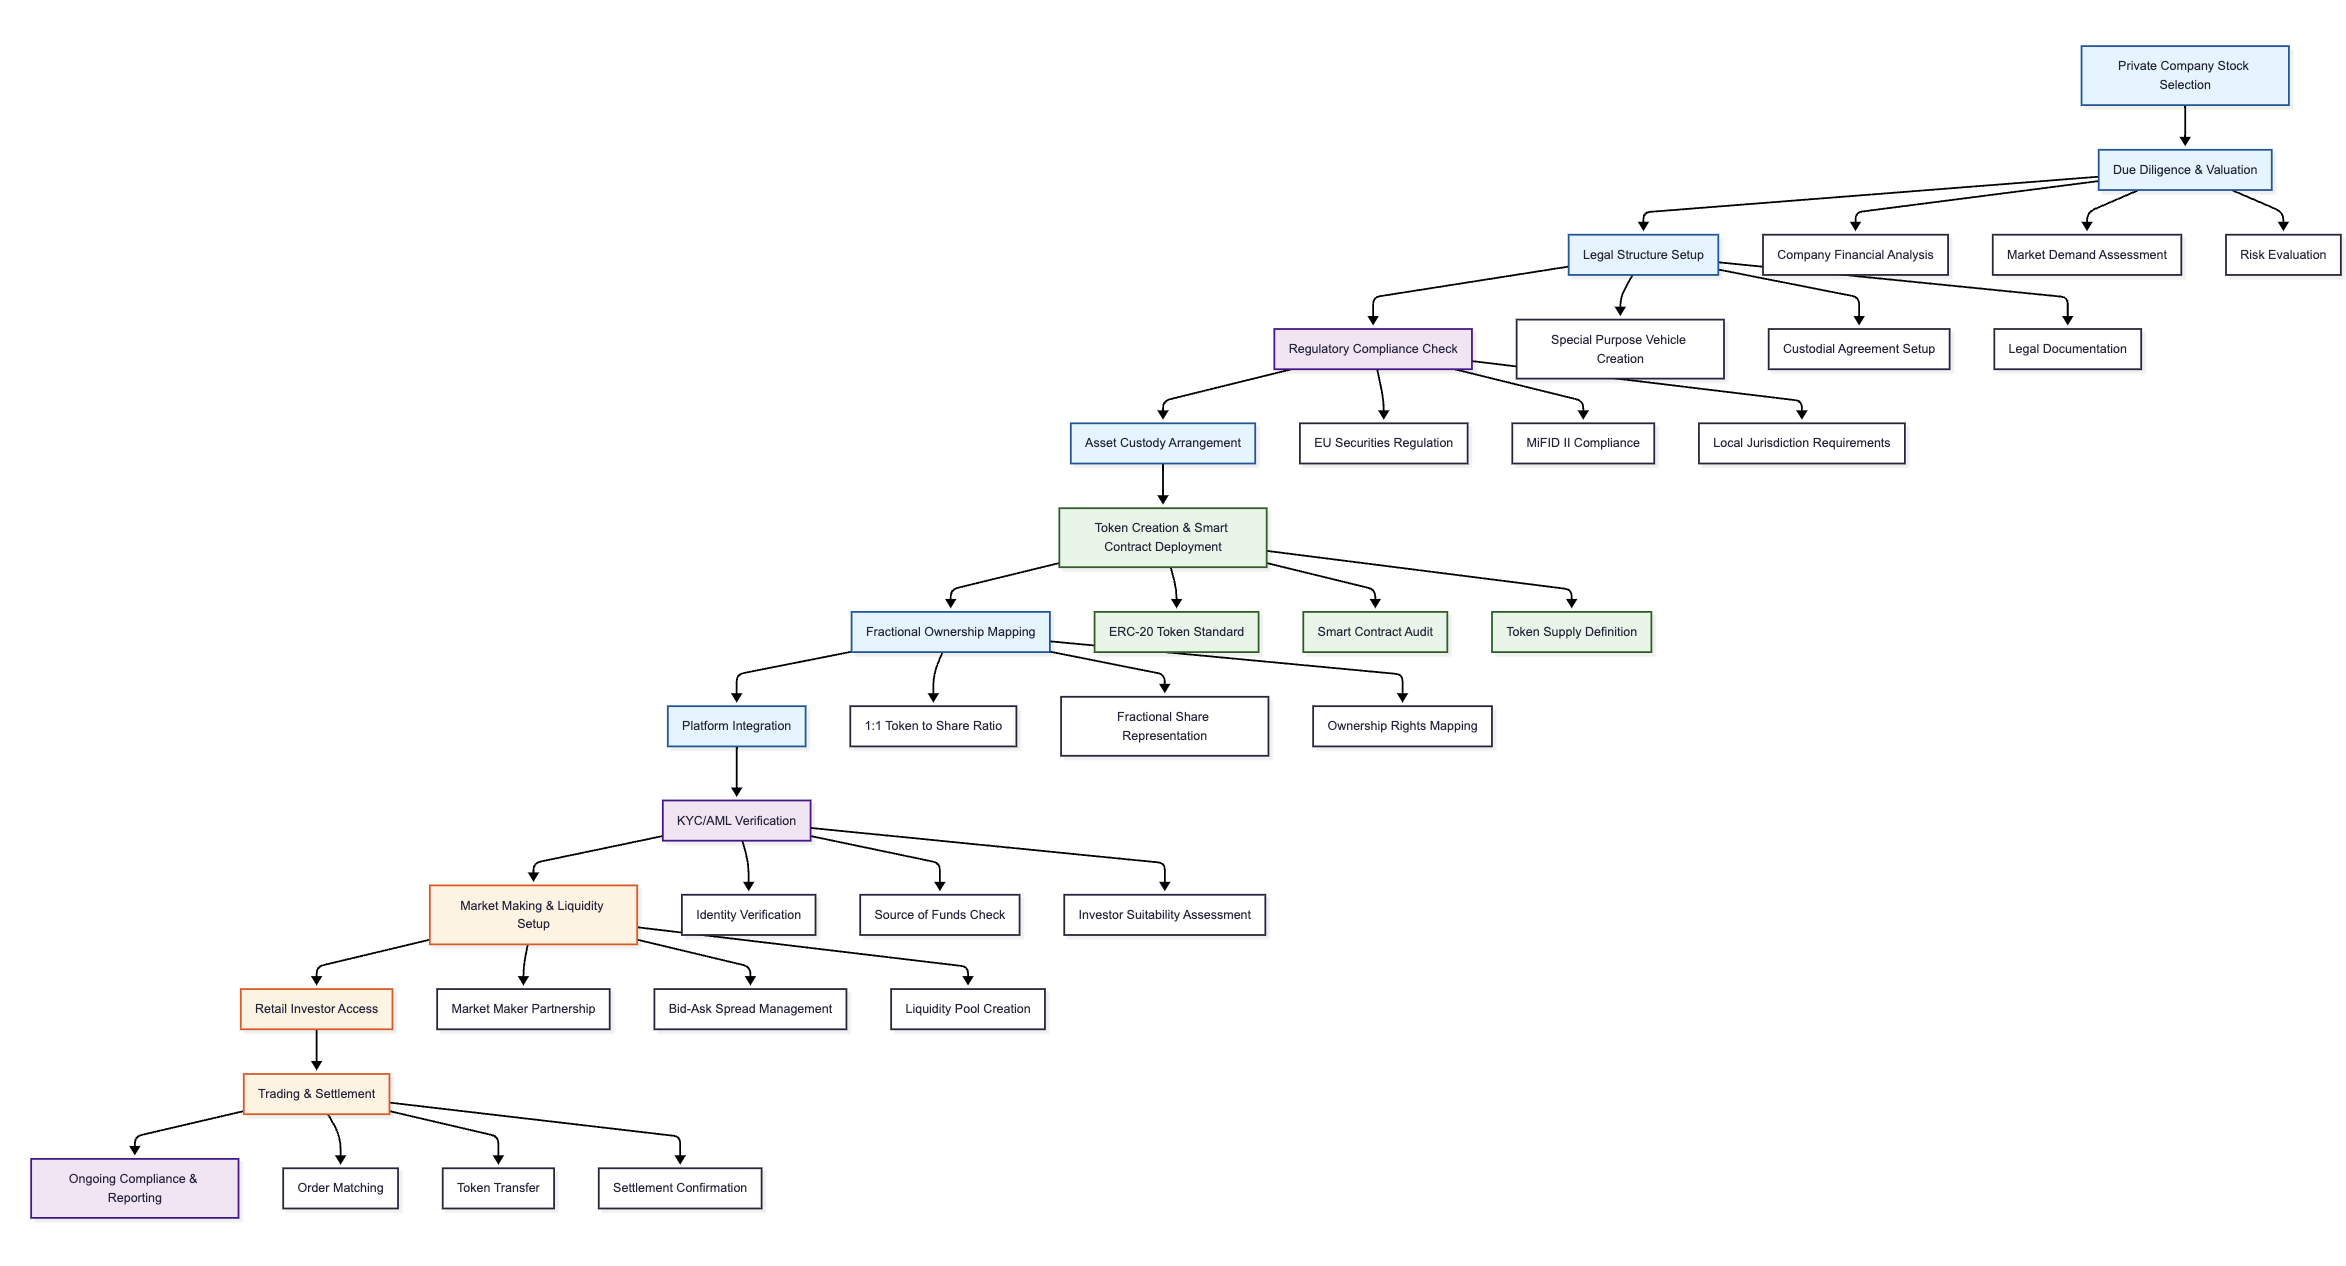 Private Company Stock
Selection
Due Diligence & Valuation
Legal Structure Setup
Company Financial Analysis
Market Demand Assessment
Risk Evaluation
Regulatory Compliance Check
Special Purpose Vehicle
Creation
Custodial Agreement Setup
Legal Documentation
Asset Custody Arrangement
EU Securities Regulation
MiFID II Compliance
Local Jurisdiction Requirements
Token Creation & Smart
Contract Deployment
Fractional Ownership Mapping
ERC-20 Token Standard
Smart Contract Audit
Token Supply Definition
Platform Integration
1:1 Token to Share Ratio
Fractional Share
Representation
Ownership Rights Mapping
KYC/AML Verification
Market Making & Liquidity
Setup
Identity Verification
Source of Funds Check
Investor Suitability Assessment
Retail Investor Access
Market Maker Partnership
Bid-Ask Spread Management
Liquidity Pool Creation
Trading & Settlement
Ongoing Compliance &
Reporting
Order Matching
Token Transfer
Settlement Confirmation